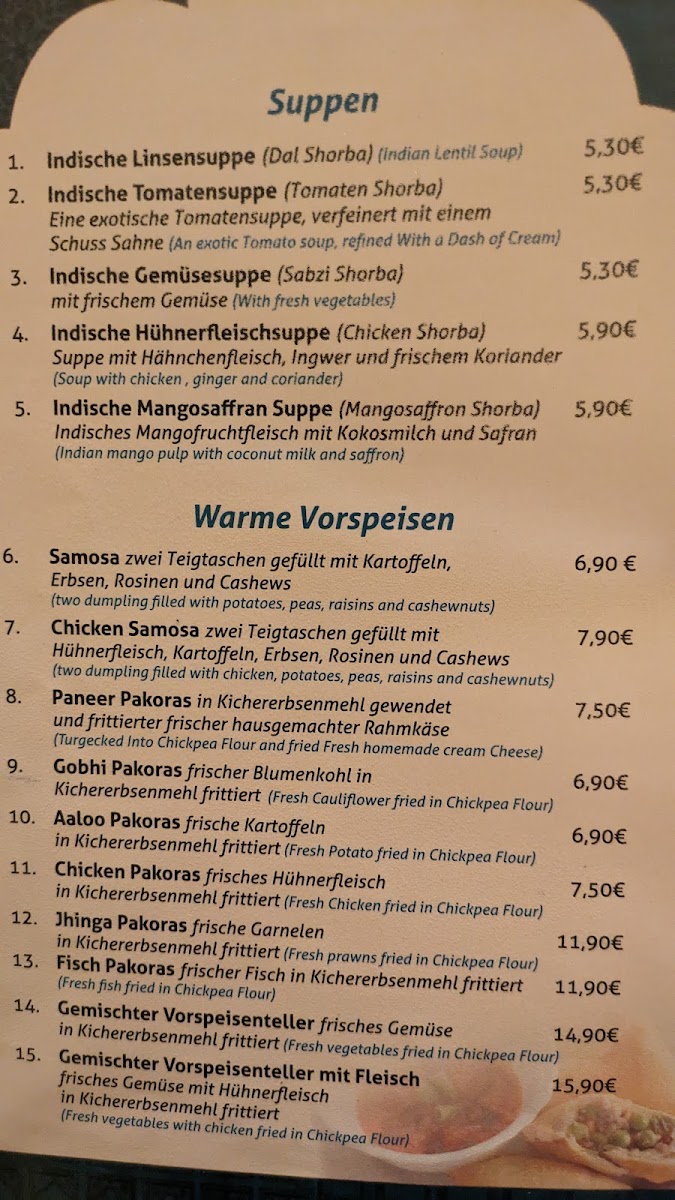 Suppen
1. Indische Linsensuppe (Dal Shorba) (Indian Lentil Soup) 5,30€
2. Indische Tomatensuppe (Tomaten Shorba) 5,30€
Eine exotische Tomatensuppe, verfeinert mit einem
Schuss Sahne (An exotic Tomato soup, refined With a Dash of Cream)
3. Indische Gemüsesuppe (Sabzi Shorba) 5,30€
mit frischem Gemüse (With fresh vegetables)
4. Indische Hühnerfleischsuppe (Chicken Shorba) 5,90€
Suppe mit Hähnchenfleisch, Ingwer und frischem Koriander
(Soup with chicken , ginger and coriander)
5. Indische Mangosaffran Suppe (Mangosaffron Shorba) 5,90€
Indisches Mangofruchtfleisch mit Kokosmilch und Safran
(Indian mango pulp with coconut milk and saffron)
Warme Vorspeisen
6. Samosa zwei Teigtaschen gefüllt mit Kartoffeln, 6,90 €
Erbsen, Rosinen und Cashews
(two dumpling filled with potatoes, peas, raisins and cashewnuts)
7. Chicken Samosa zwei Teigtaschen gefüllt mit 7,90€
Hühnerfleisch, Kartoffeln, Erbsen, Rosinen und Cashews
(two dumpling filled with chicken, potatoes, peas, raisins and cashewnuts)
8. Paneer Pakoras in Kichererbsenmehl gewendet 7,50€
und frittierter frischer hausgemachter Rahmkäse
(Turgecked Into Chickpea Flour and fried Fresh homemade cream Cheese)
9. Gobhi Pakoras frischer Blumenkohl in 6,90€
Kichererbsenmehl frittiert (Fresh Cauliflower fried in Chickpea Flour)
10. Aaloo Pakoras frische Kartoffeln 6,90€
in Kichererbsenmehl frittiert (Fresh Potato fried in Chickpea Flour)
11. Chicken Pakoras frisches Hühnerfleisch 7,50€
in Kichererbsenmehl frittiert (Fresh Chicken fried in Chickpea Flour)
12. Jhinga Pakoras frische Garnelen 11,90€
in Kichererbsenmehl frittiert (Fresh prawns fried in Chickpea Flour)
13. Fisch Pakoras frischer Fisch in Kichererbsenmehl frittiert 11,90€
(Fresh fish fried in Chickpea Flour)
14. Gemischter Vorspeisenteller frisches Gemüse 14,90€
in Kichererbsenmehl frittiert (Fresh vegetables fried in Chickpea Flour)
15. Gemischter Vorspeisenteller mit Fleisch 15,90€
frisches Gemüse mit Hühnerfleisch
in Kichererbsenmehl frittiert
(Fresh vegetables with chicken fried in Chickpea Flour)